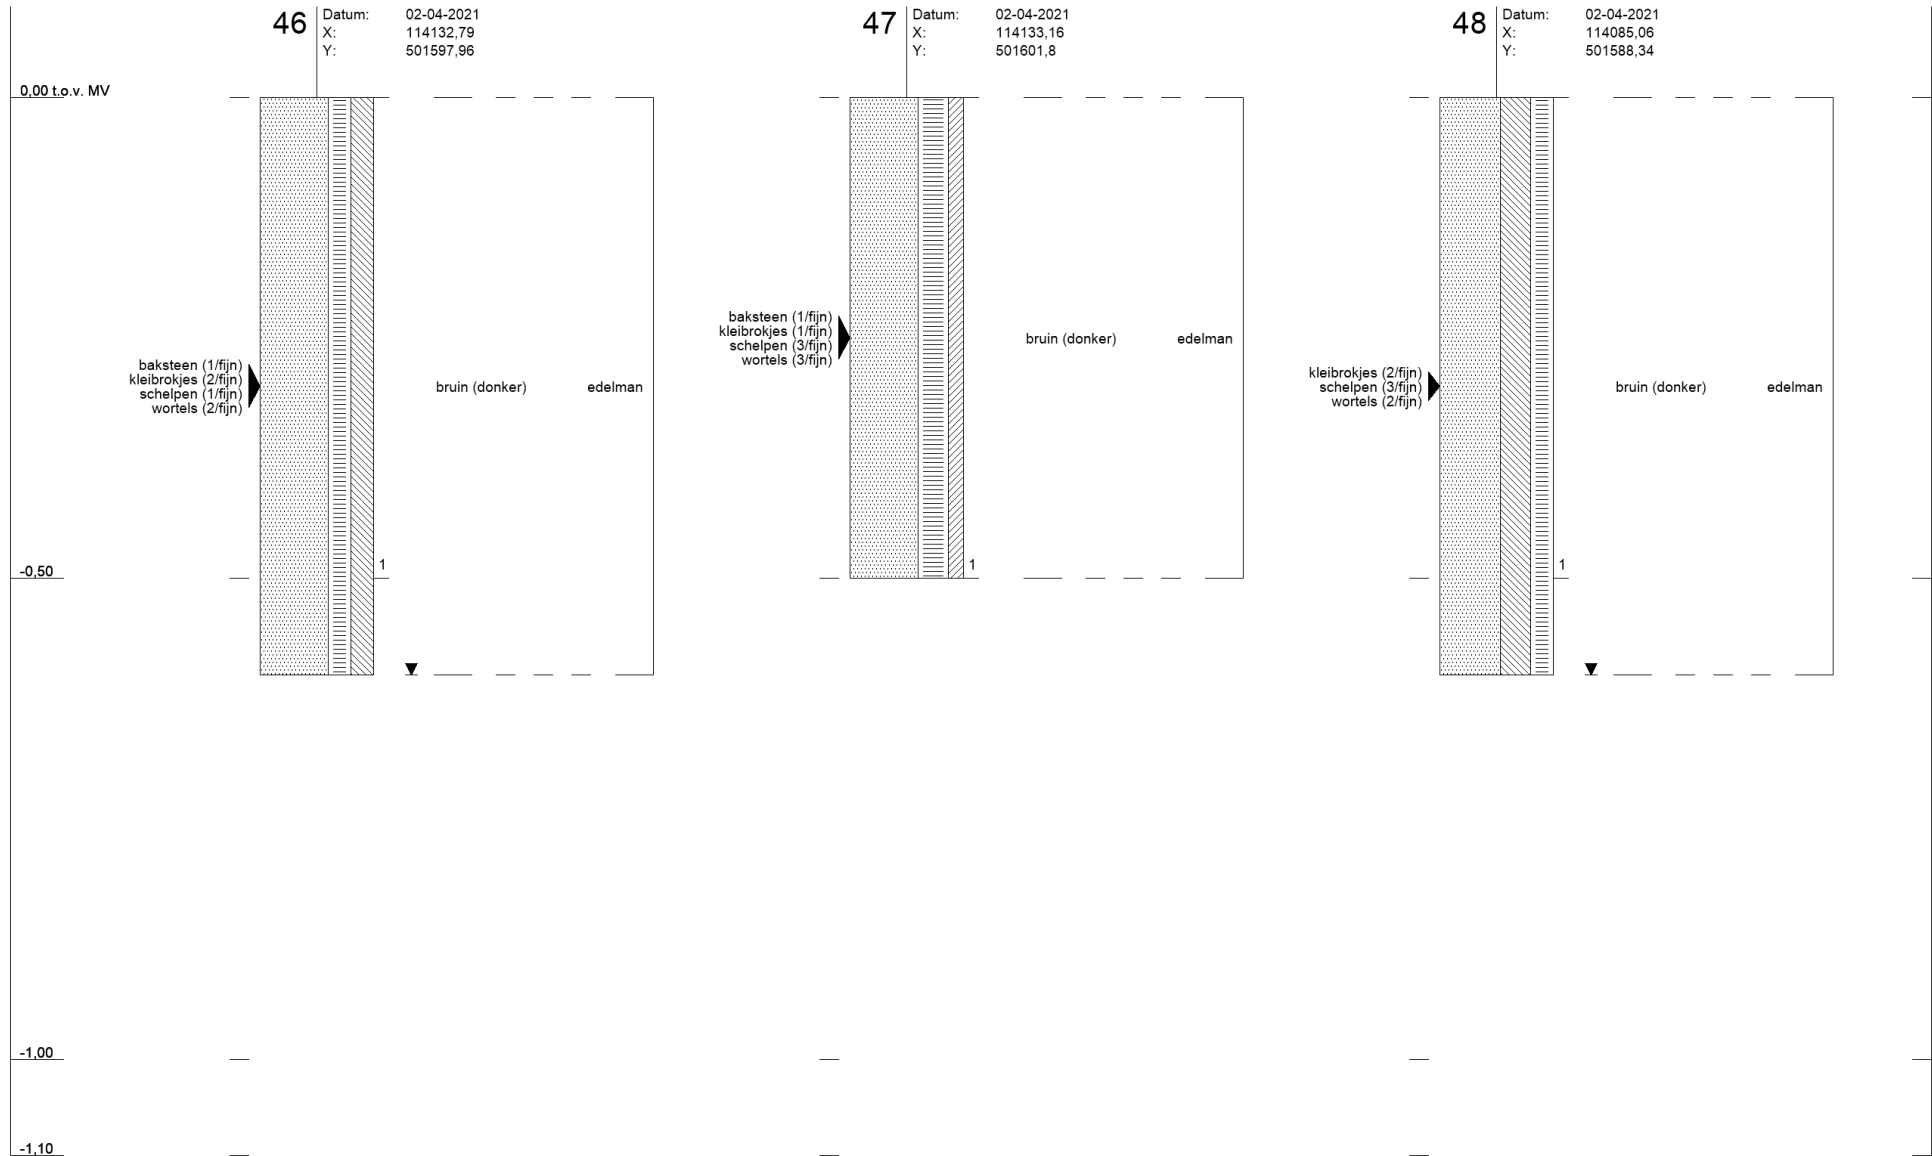 46
Datum: 02-04-2021
X: 114132,79
Y: 501597,96
47
Datum: 02-04-2021
X: 114133,16
Y: 501601,8
48
Datum: 02-04-2021
X: 114085,06
Y: 501588,34
0,00 t.o.v. MV
-0,50
-1,00
-1,10
baksteen (1/fijn)
kleibrokjes (2/fijn)
schelpen (1/fijn)
wortels (2/fijn)
bruin (donker)
edelman
1
baksteen (1/fijn)
kleibrokjes (1/fijn)
schelpen (3/fijn)
wortels (3/fijn)
bruin (donker)
edelman
1
kleibrokjes (2/fijn)
schelpen (3/fijn)
wortels (2/fijn)
bruin (donker)
edelman
1